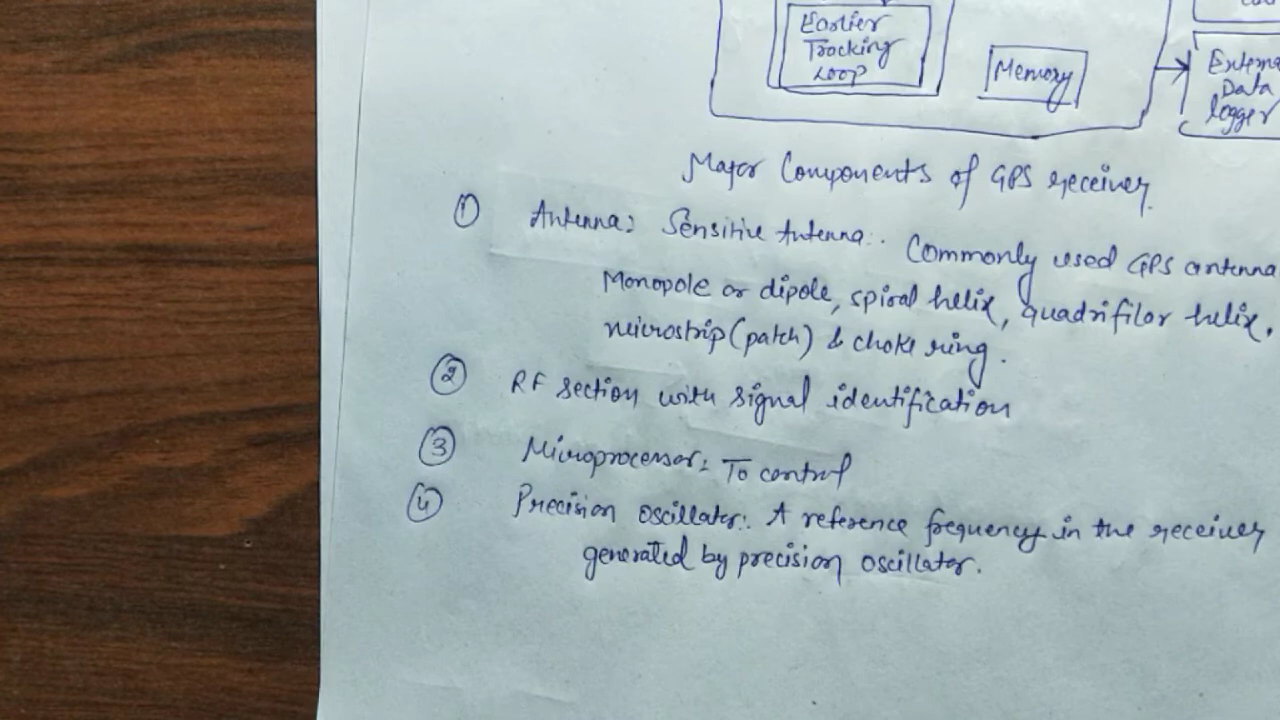 Earlier
Tracking
Loop
Memory
Data
logger
Major Components of GPS receiver.
① Antenna: Sensitive Antenna:. Commonly used GPS antenna
Monopole or dipole, spiral helix, quadrifilar helix,
microstrip (patch) & choke ring.
② RF section with signal identification
③ Microprocessor: To control
④ Precision oscillator:. A reference frequency in the receiver
generated by precision oscillator.